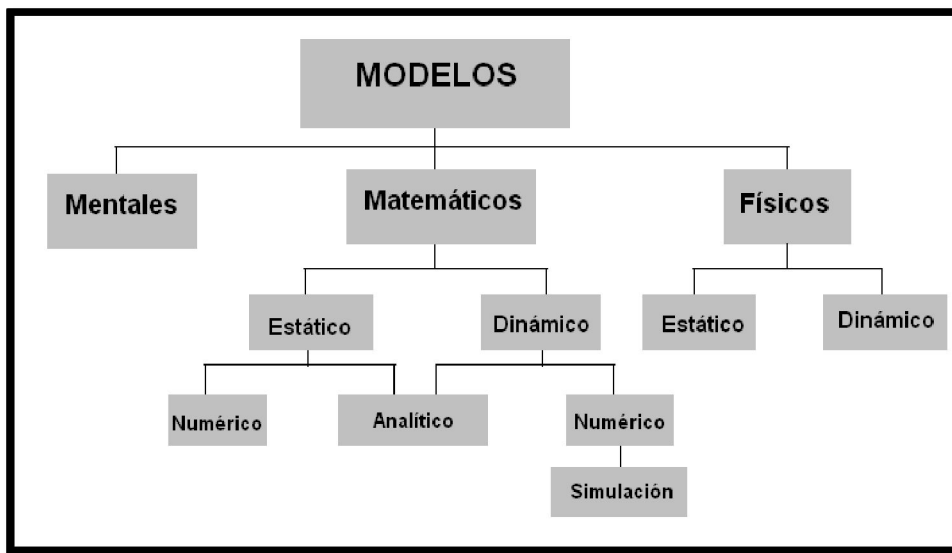 MODELOS
Mentales
Matemáticos
Físicos
Estático
Dinámico
Estático
Dinámico
Numérico
Analítico
Numérico
Simulación